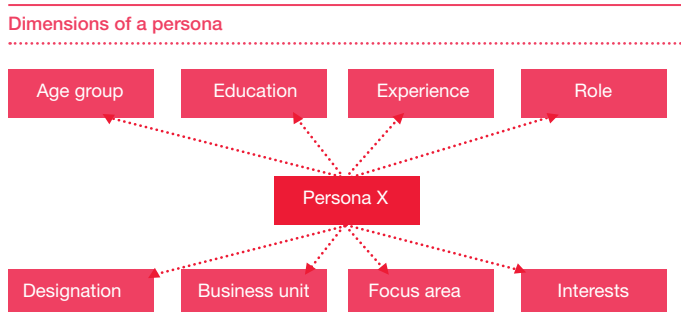 Dimensions of a persona
Age group
Education
Experience
Role
Persona X
Designation
Business unit
Focus area
Interests